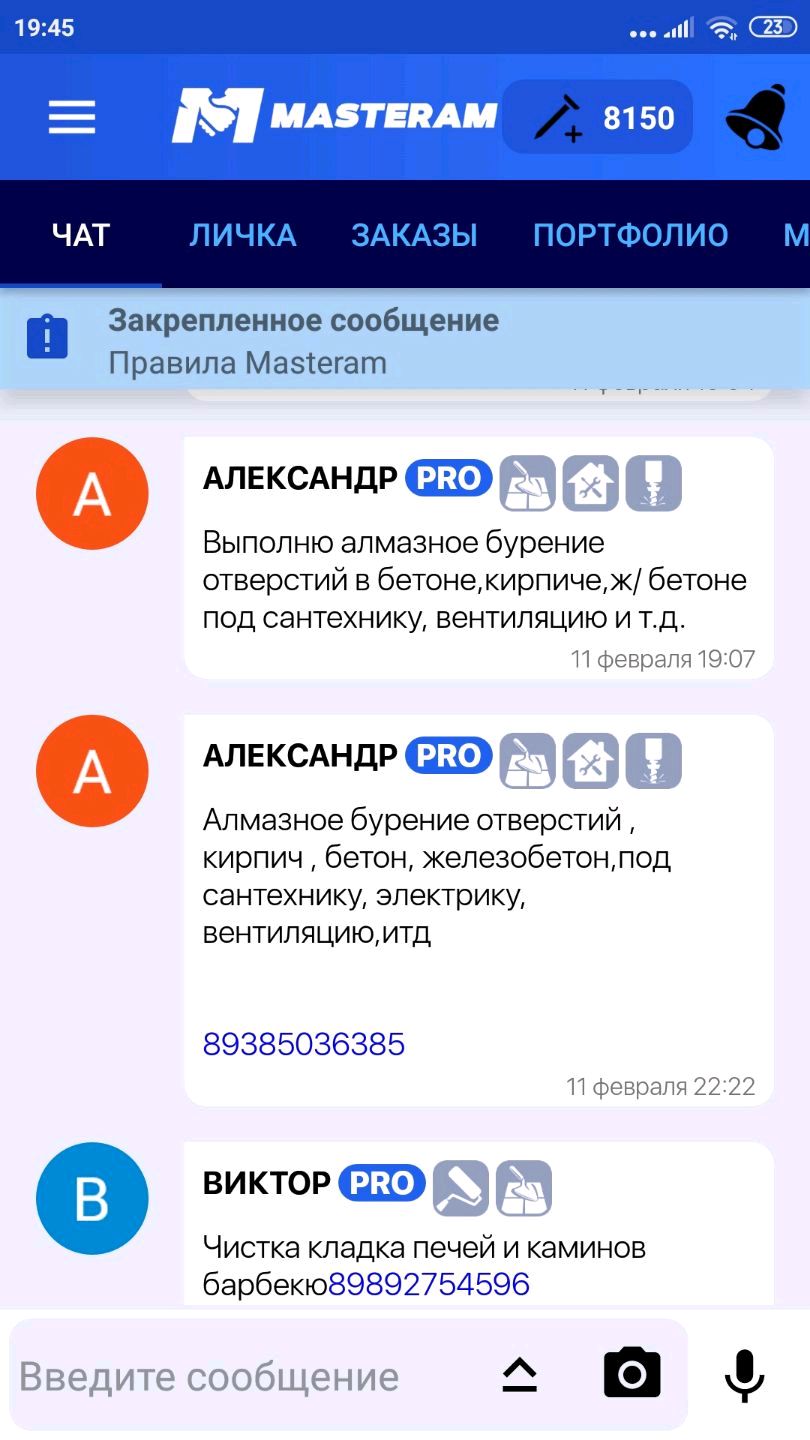 19:45
23
MASTERAM
8150
ЧАТ ЛИЧКА ЗАКАЗЫ ПОРТФОЛИО М
Закрепленное сообщение
Правила Masteram
А
АЛЕКСАНДР PRO
Выполню алмазное бурение
отверстий в бетоне,кирпиче,ж/ бетоне
под сантехнику, вентиляцию и т.д.
11 февраля 19:07
А
АЛЕКСАНДР PRO
Алмазное бурение отверстий ,
кирпич , бетон, железобетон,под
сантехнику, электрику,
вентиляцию,итд
89385036385
11 февраля 22:22
В
ВИКТОР PRO
Чистка кладка печей и каминов
барбекю89892754596
Введите сообщение